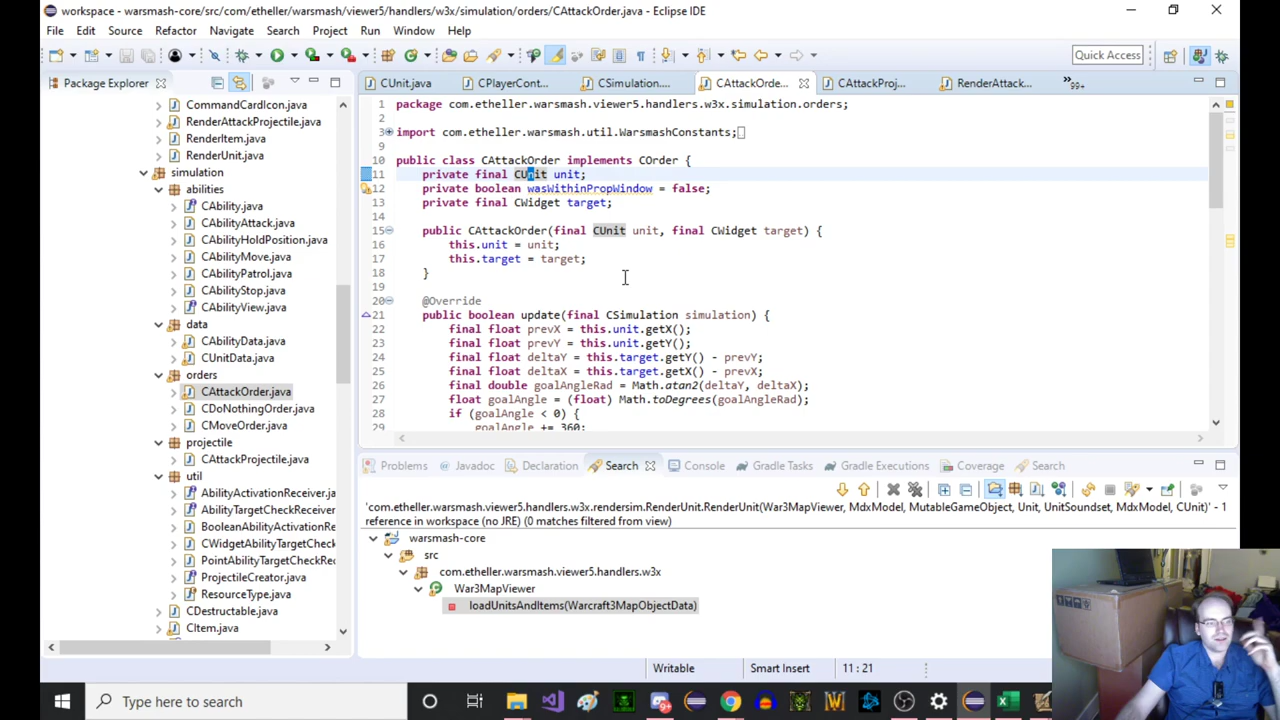 workspace - warsmash-core/src/com/etheller/warsmash/viewer5/handlers/w3x/simulation/orders/CAttackOrder.java - Eclipse IDE
File Edit Source Refactor Navigate Search Project Run Window Help
Quick Access
Package Explorer
CommandCardIcon.java
RenderAttackProjectile.java
RenderItem.java
RenderUnit.java
simulation
abilities
CAbility.java
CAbilityAttack.java
CAbilityHoldPosition.java
CAbilityMove.java
CAbilityPatrol.java
CAbilityStop.java
CAbilityView.java
data
CAbilityData.java
CUnitData.java
orders
CAttackOrder.java
CDoNothingOrder.java
CMoveOrder.java
projectile
CAttackProjectile.java
util
AbilityActivationReceiver.ja
AbilityTargetCheckReceiver
BooleanAbilityActivationRe
CWidgetAbilityTargetCheck
PointAbilityTargetCheckRec
ProjectileCreator.java
ResourceType.java
CDestructable.java
CItem.java
CUnit.java CPlayerCont... CSimulation.... CAttackOrde... CAttackProj... RenderAttack... 99+
1 package com.etheller.warsmash.viewer5.handlers.w3x.simulation.orders;
2
3 import com.etheller.warsmash.util.WarsmashConstants;
10 public class CAttackOrder implements COrder {
11 private final CUnit unit;
12 private boolean wasWithinPropWindow = false;
13 private final CWidget target;
14
15 public CAttackOrder(final CUnit unit, final CWidget target) {
16 this.unit = unit;
17 this.target = target;
18 }
19
20 @Override
21 public boolean update(final CSimulation simulation) {
22 final float prevX = this.unit.getX();
23 final float prevY = this.unit.getY();
24 final float deltaY = this.target.getY() - prevY;
25 final float deltaX = this.target.getX() - prevX;
26 final double goalAngleRad = Math.atan2(deltaY, deltaX);
27 float goalAngle = (float) Math.toDegrees(goalAngleRad);
28 if (goalAngle < 0) {
29 goalAngle += 360;
Problems Javadoc Declaration Search Console Gradle Tasks Gradle Executions Coverage Search
'com.etheller.warsmash.viewer5.handlers.w3x.rendersim.RenderUnit.RenderUnit(War3MapViewer, MdxModel, MutableGameObject, Unit, UnitSoundset, MdxModel, CUnit)' - 1
reference in workspace (no JRE) (0 matches filtered from view)
warsmash-core
src
com.etheller.warsmash.viewer5.handlers.w3x
War3MapViewer
loadUnitsAndItems(Warcraft3MapObjectData)
Writable Smart Insert 11 : 21
Type here to search